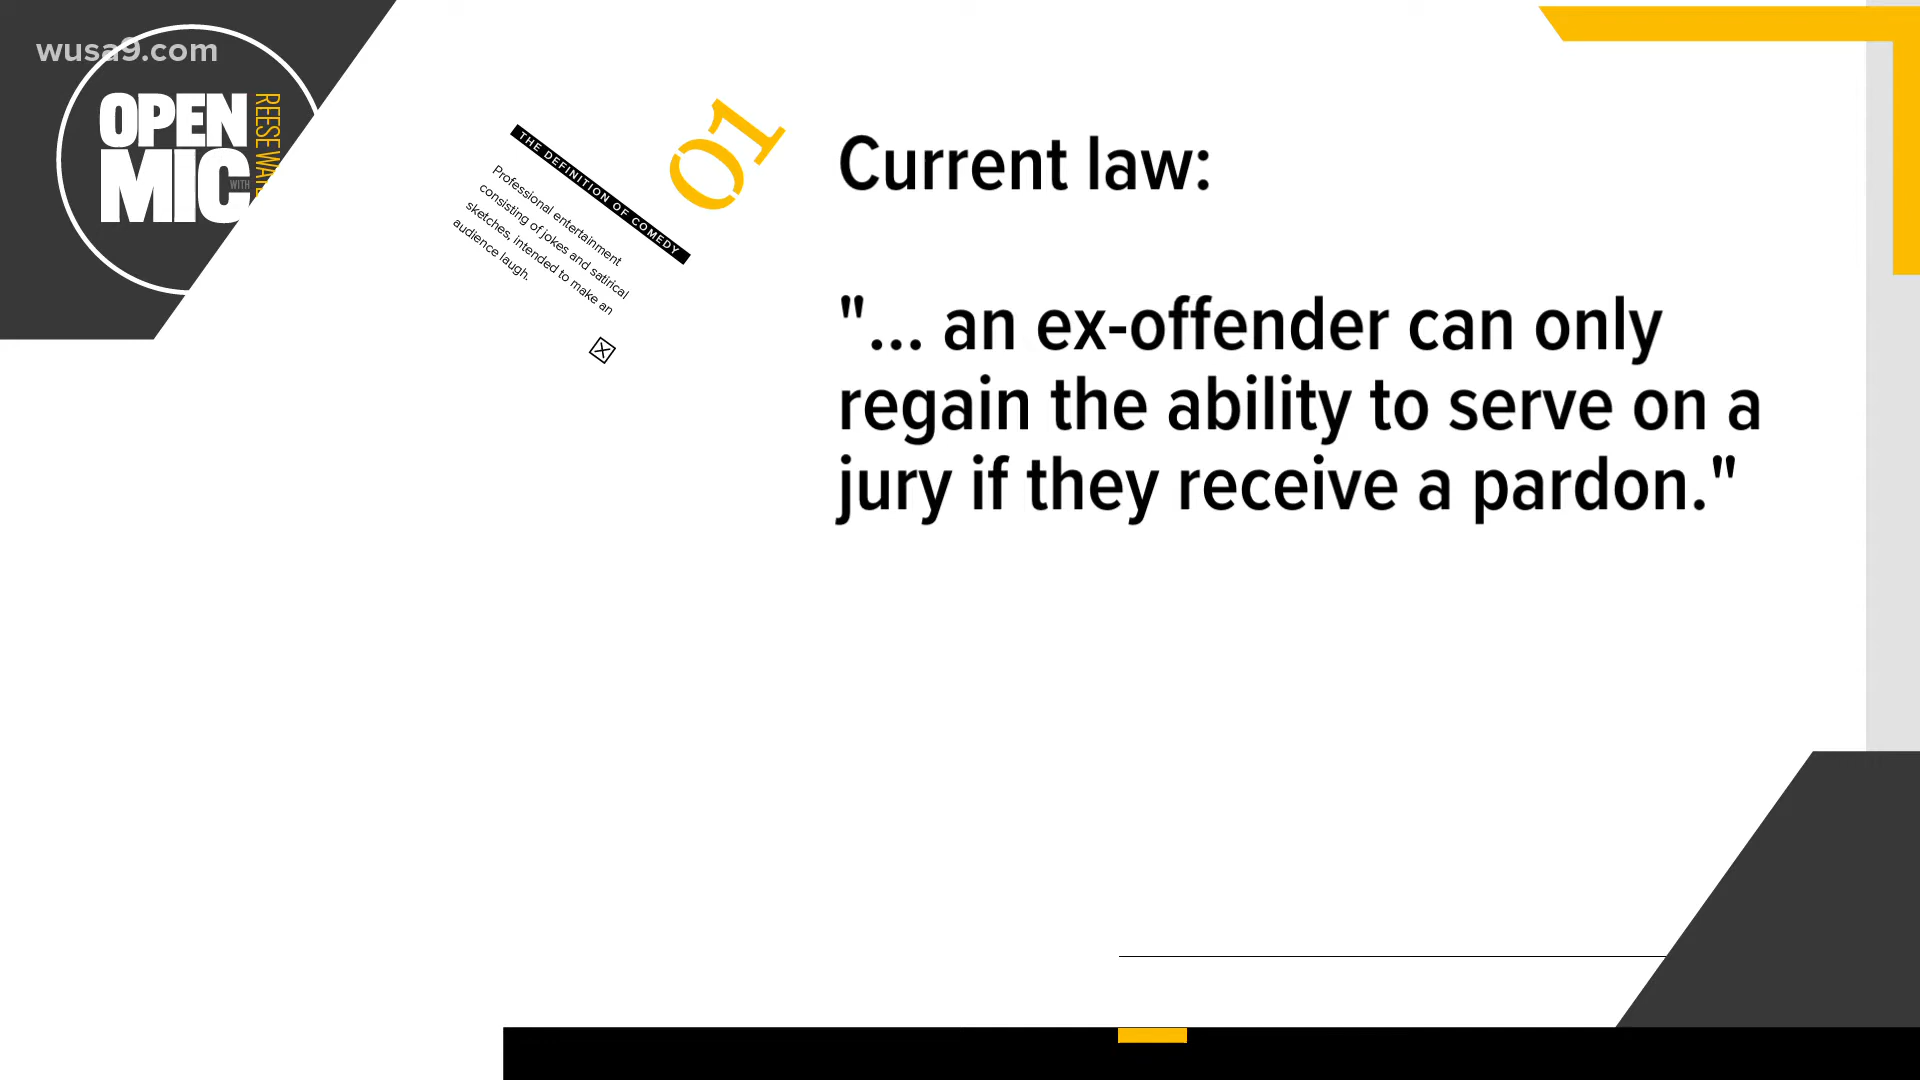 wusa9.com
OPEN
MIC
WITH
REESE
01
THE DEFINITION OF COMEDY
Professional entertainment
consisting of jokes and satirical
sketches, intended to make an
audience laugh.
Current law:
"... an ex-offender can only
regain the ability to serve on a
jury if they receive a pardon."